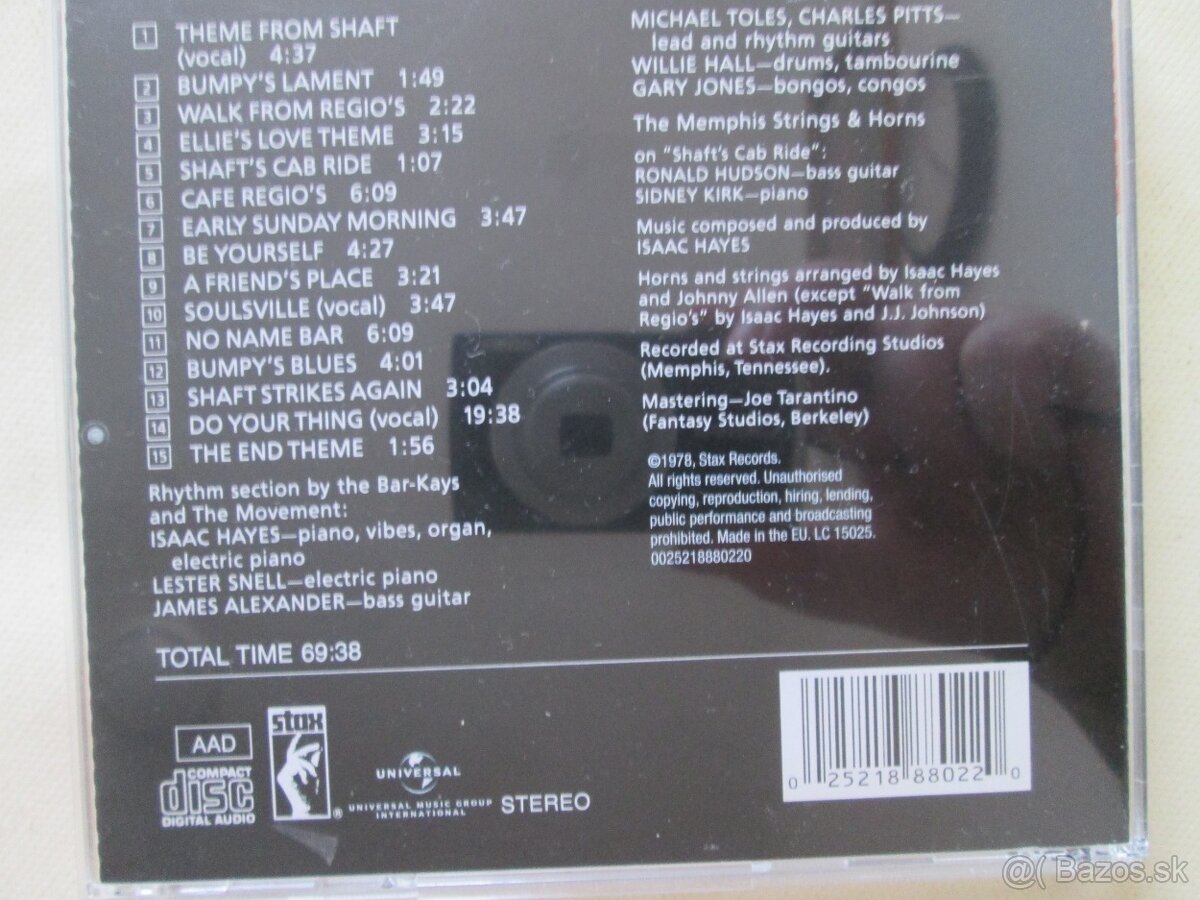 1 THEME FROM SHAFT
(vocal) 4:37
2 BUMPY'S LAMENT 1:49
3 WALK FROM REGIO'S 2:22
4 ELLIE'S LOVE THEME 3:15
5 SHAFT'S CAB RIDE 1:07
6 CAFE REGIO'S 6:09
7 EARLY SUNDAY MORNING 3:47
8 BE YOURSELF 4:27
9 A FRIEND'S PLACE 3:21
10 SOULSVILLE (vocal) 3:47
11 NO NAME BAR 6:09
12 BUMPY'S BLUES 4:01
13 SHAFT STRIKES AGAIN 3:04
14 DO YOUR THING (vocal) 19:38
15 THE END THEME 1:56
Rhythm section by the Bar-Kays
and The Movement:
ISAAC HAYES—piano, vibes, organ,
electric piano
LESTER SNELL—electric piano
JAMES ALEXANDER—bass guitar
MICHAEL TOLES, CHARLES PITTS—
lead and rhythm guitars
WILLIE HALL—drums, tambourine
GARY JONES—bongos, congos
The Memphis Strings & Horns
on "Shaft's Cab Ride":
RONALD HUDSON—bass guitar
SIDNEY KIRK—piano
Music composed and produced by
ISAAC HAYES
Horns and strings arranged by Isaac Hayes
and Johnny Allen (except "Walk from
Regio's" by Isaac Hayes and J.J. Johnson)
Recorded at Stax Recording Studios
(Memphis, Tennessee).
Mastering—Joe Tarantino
(Fantasy Studios, Berkeley)
©1978, Stax Records.
All rights reserved. Unauthorised
copying, reproduction, hiring, lending,
public performance and broadcasting
prohibited. Made in the EU. LC 15025.
0025218880220
TOTAL TIME 69:38
AAD
COMPACT
disc
DIGITAL AUDIO
stax
®
UNIVERSAL
UNIVERSAL MUSIC GROUP
INTERNATIONAL
STEREO
0 25218 88022 0
@( Bazos.sk